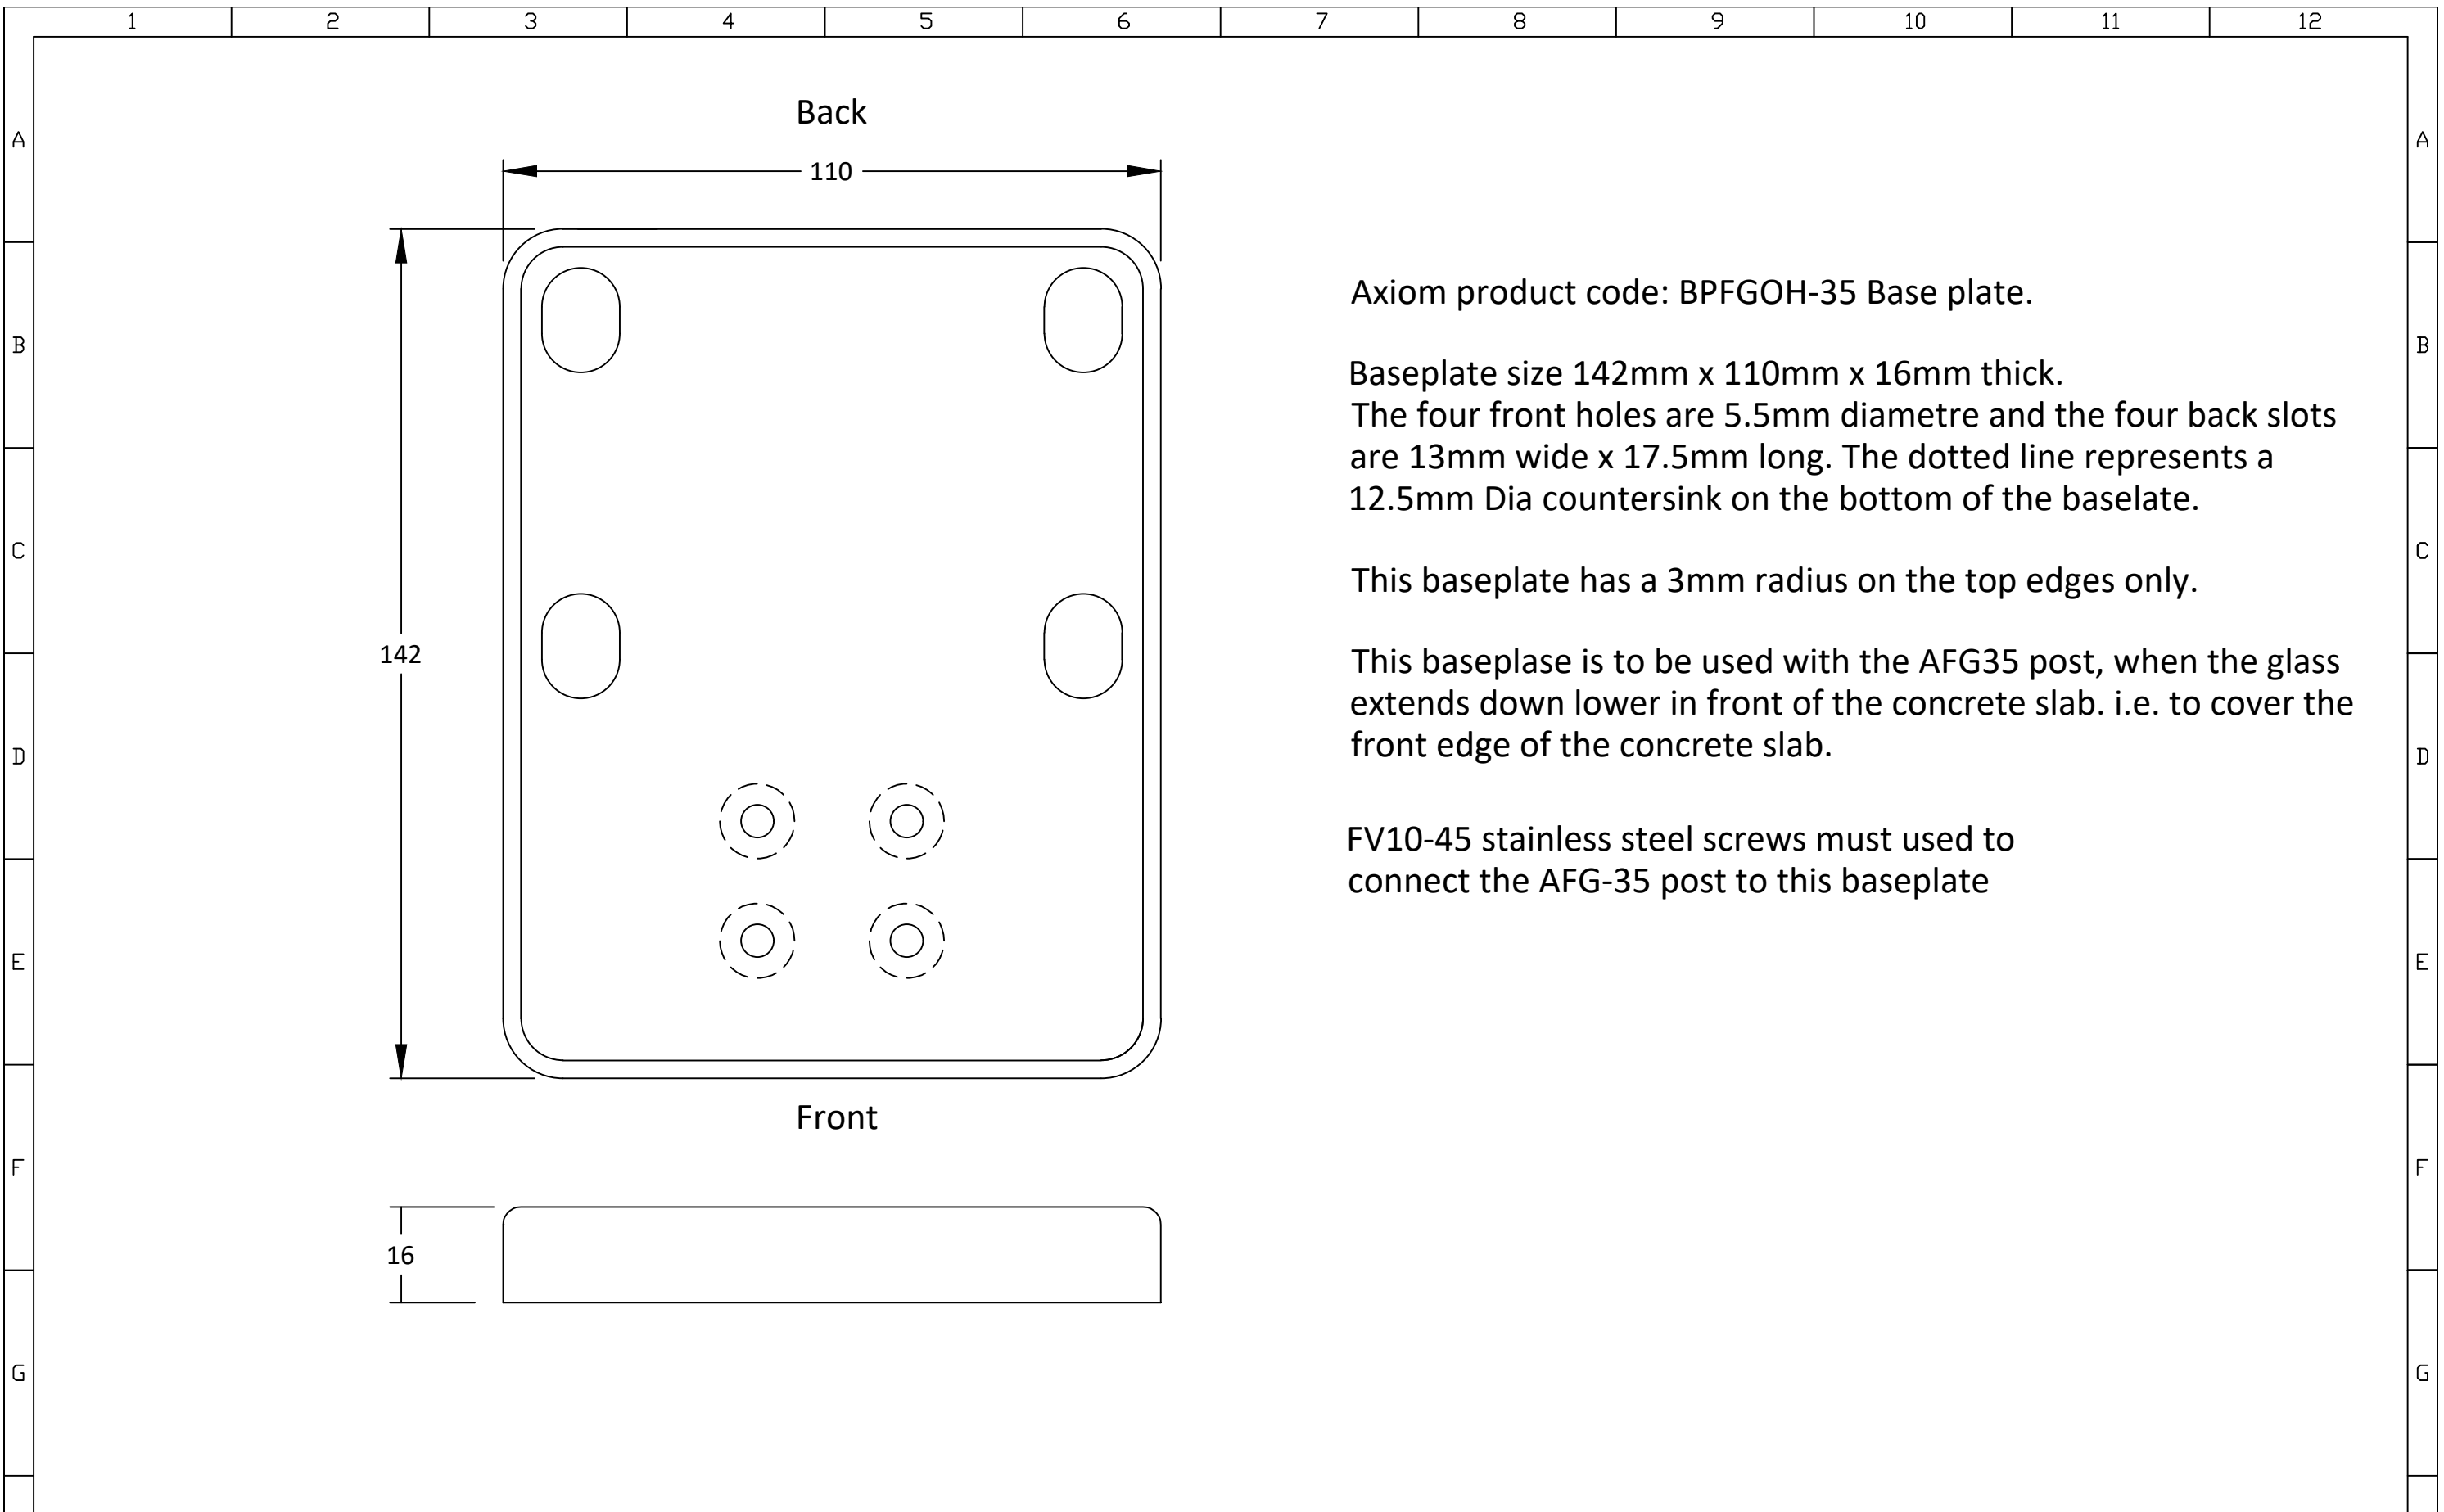 1 2 3 4 5 6 7 8 9 10 11 12
A A
B B
C C
D D
E E
F F
G G
Back
110
142
Front
16
Axiom product code: BPFGOH-35 Base plate.
Baseplate size 142mm x 110mm x 16mm thick.
The four front holes are 5.5mm diametre and the four back slots
are 13mm wide x 17.5mm long. The dotted line represents a
12.5mm Dia countersink on the bottom of the baselate.
This baseplate has a 3mm radius on the top edges only.
This baseplase is to be used with the AFG35 post, when the glass
extends down lower in front of the concrete slab. i.e. to cover the
front edge of the concrete slab.
FV10-45 stainless steel screws must used to
connect the AFG-35 post to this baseplate